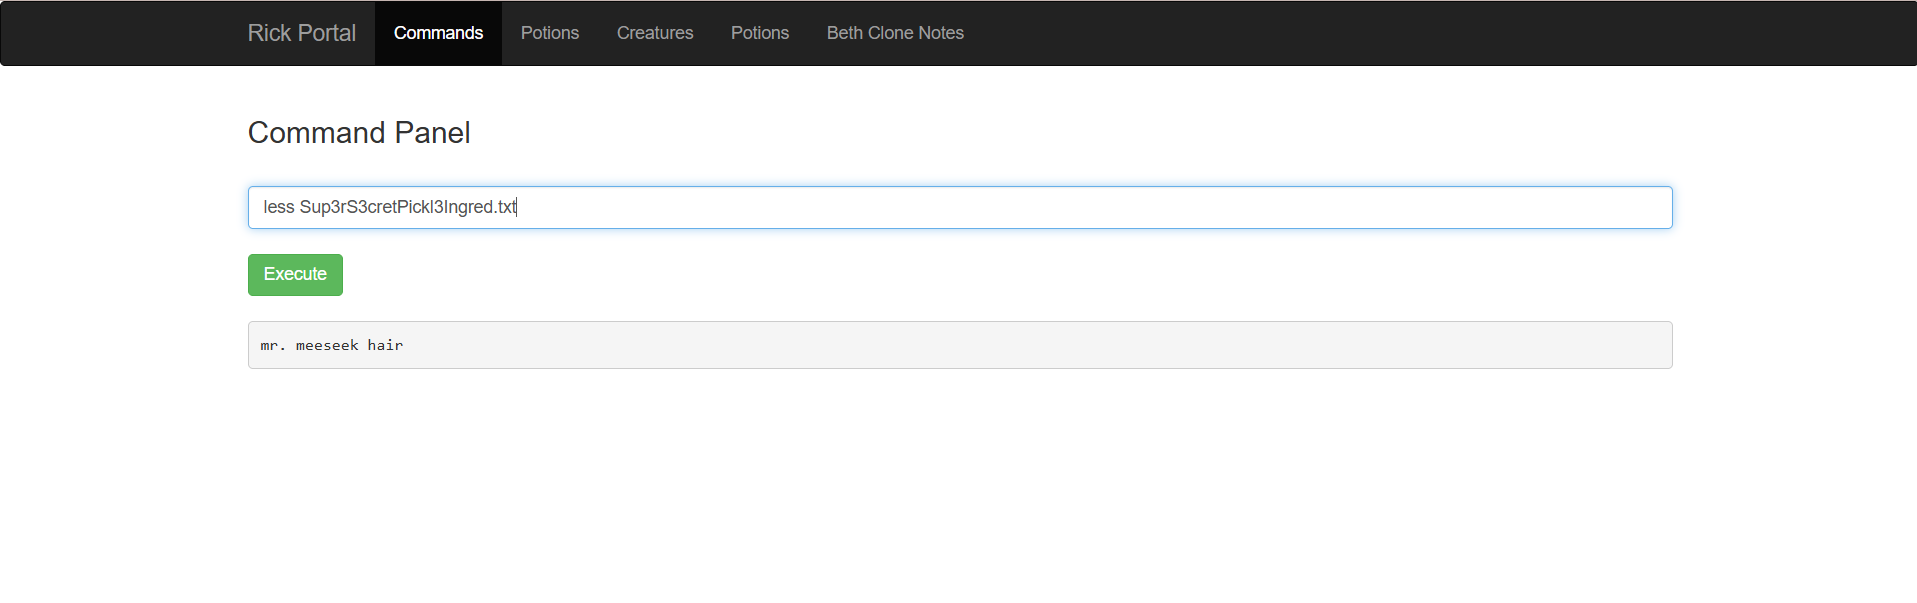 Rick Portal Commands Potions Creatures Potions Beth Clone Notes
Command Panel
less Sup3rS3cretPickl3Ingred.txt
Execute
mr. meeseek hair